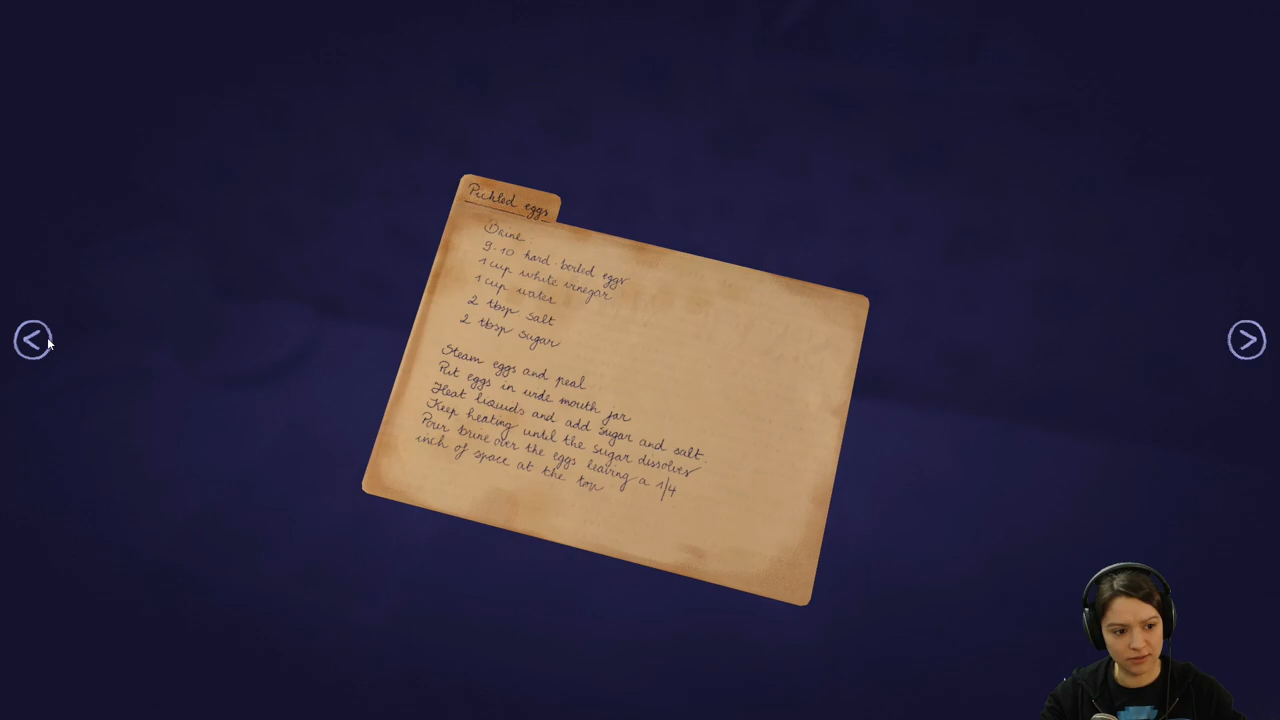 Pickled eggs
Brine:
9-10 hard-boiled eggs
1 cup white vinegar
1 cup water
2 tbsp salt
2 tbsp sugar
Steam eggs and peal
Put eggs in wide mouth jar
Heat liquids and add sugar and salt.
Keep heating until the sugar dissolves
Pour brine over the eggs leaving a 1/4
inch of space at the top